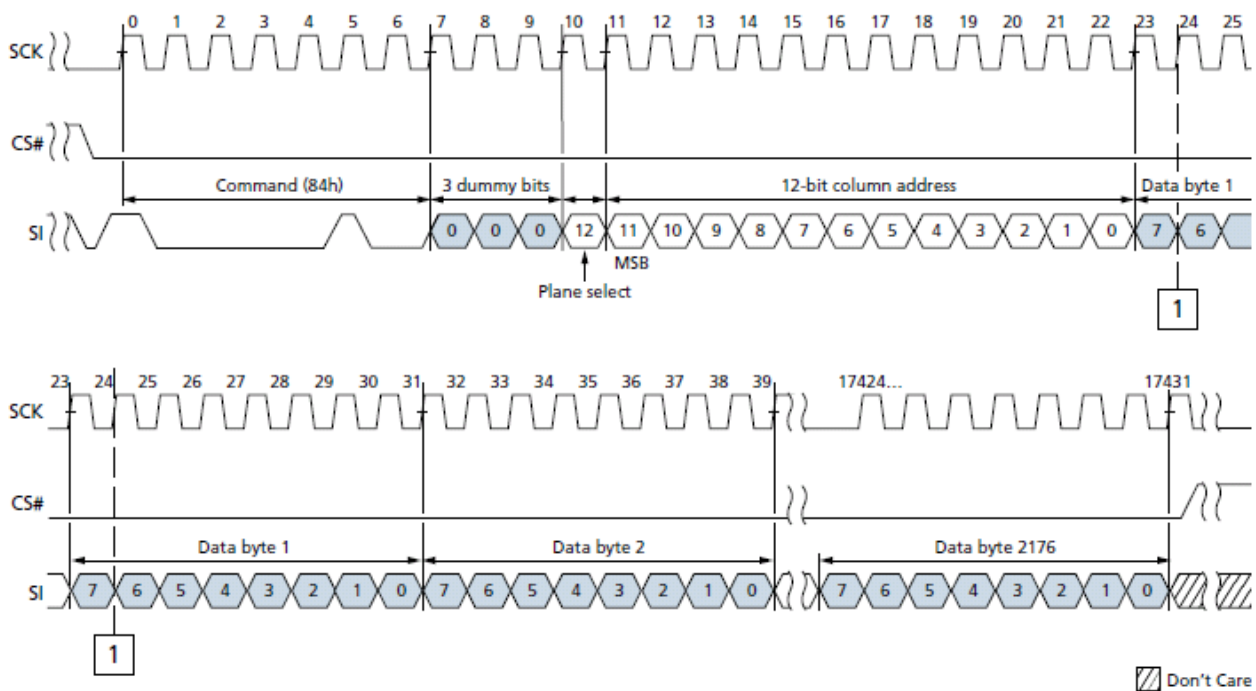 0 1 2 3 4 5 6 7 8 9 10 11 12 13 14 15 16 17 18 19 20 21 22 23 24 25
SCK
CS#
Command (84h) 3 dummy bits 12-bit column address Data byte 1
SI 0 0 0 12 11 10 9 8 7 6 5 4 3 2 1 0 7 6
MSB
Plane select
1
23 24 25 26 27 28 29 30 31 32 33 34 35 36 37 38 39 17424... 17431
SCK
CS#
Data byte 1 Data byte 2 Data byte 2176
SI 7 6 5 4 3 2 1 0 7 6 5 4 3 2 1 0 7 6 5 4 3 2 1 0
1
Don't Care